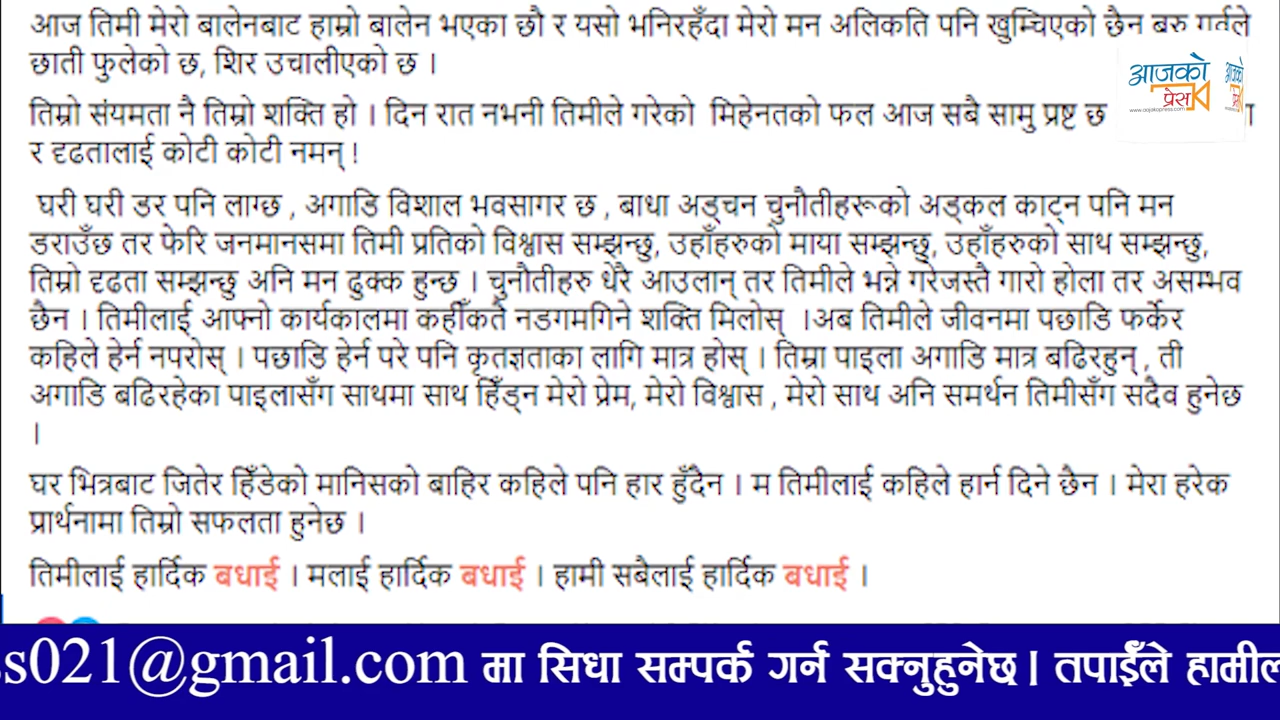 आज तिमी मेरो बालेनबाट हाम्रो बालेन भएका छौ र यसो भनिरहँदा मेरो मन अलिकति पनि खुम्चिएको छैन बरु गर्वले
छाती फुलेको छ, शिर उचालीएको छ ।
तिम्रो संयमता नै तिम्रो शक्ति हो । दिन रात नभनी तिमीले गरेको मिहेनतको फल आज सबै सामु प्रष्ट छ
र दृढतालाई कोटी कोटी नमन् !
घरी घरी डर पनि लाग्छ , अगाडि विशाल भवसागर छ , बाधा अड्चन चुनौतीहरूको अड्कल काट्न पनि मन
डराउँछ तर फेरि जनमानसमा तिमी प्रतिको विश्वास सम्झन्छु, उहाँहरुको माया सम्झन्छु, उहाँहरुको साथ सम्झन्छु,
तिम्रो दृढता सम्झन्छु अनि मन ढुक्क हुन्छ । चुनौतीहरु धेरै आउलान् तर तिमीले भन्ने गरेजस्तै गारो होला तर असम्भव
छैन । तिमीलाई आफ्नो कार्यकालमा कहीँकतै नडगमगिने शक्ति मिलोस् ।अब तिमीले जीवनमा पछाडि फर्केर
कहिले हेर्न नपरोस् । पछाडि हेर्न परे पनि कृतज्ञताका लागि मात्र होस् । तिम्रा पाइला अगाडि मात्र बढिरहुन् , ती
अगाडि बढिरहेका पाइलासँग साथमा साथ हिँड्न मेरो प्रेम, मेरो विश्वास , मेरो साथ अनि समर्थन तिमीसँग सदैव हुनेछ
।
घर भित्रबाट जितेर हिँडेको मानिसको बाहिर कहिले पनि हार हुँदैन । म तिमीलाई कहिले हार्न दिने छैन । मेरा हरेक
प्रार्थनामा तिम्रो सफलता हुनेछ ।
तिमीलाई हार्दिक बधाई । मलाई हार्दिक बधाई । हामी सबैलाई हार्दिक बधाई ।
आजको
प्रेस
www.aajakopress.com
s021@gmail.com मा सिधा सम्पर्क गर्न सक्नुहुनेछ। तपाईँले हामील